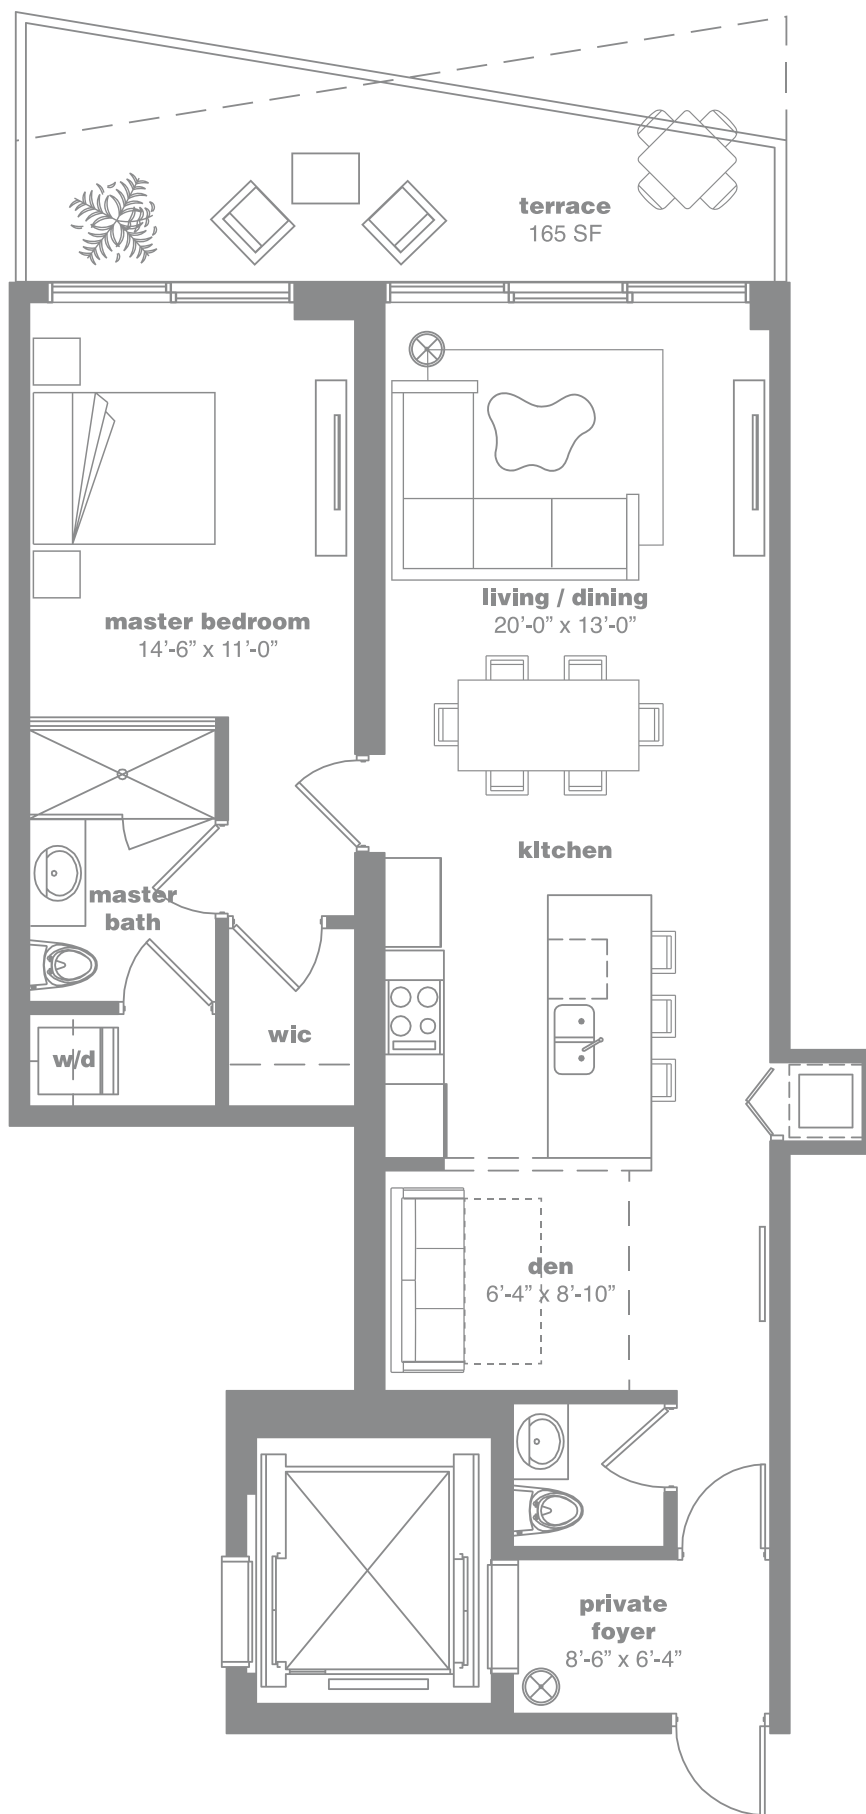 terrace
165 SF
master bedroom
14’-6” x 11’-0”
living / dining
20’-0” x 13’-0”
kItchen
master
bath
wic
w/d
den
6’-4” x 8’-10”
private
foyer
8’-6” x 6’-4”